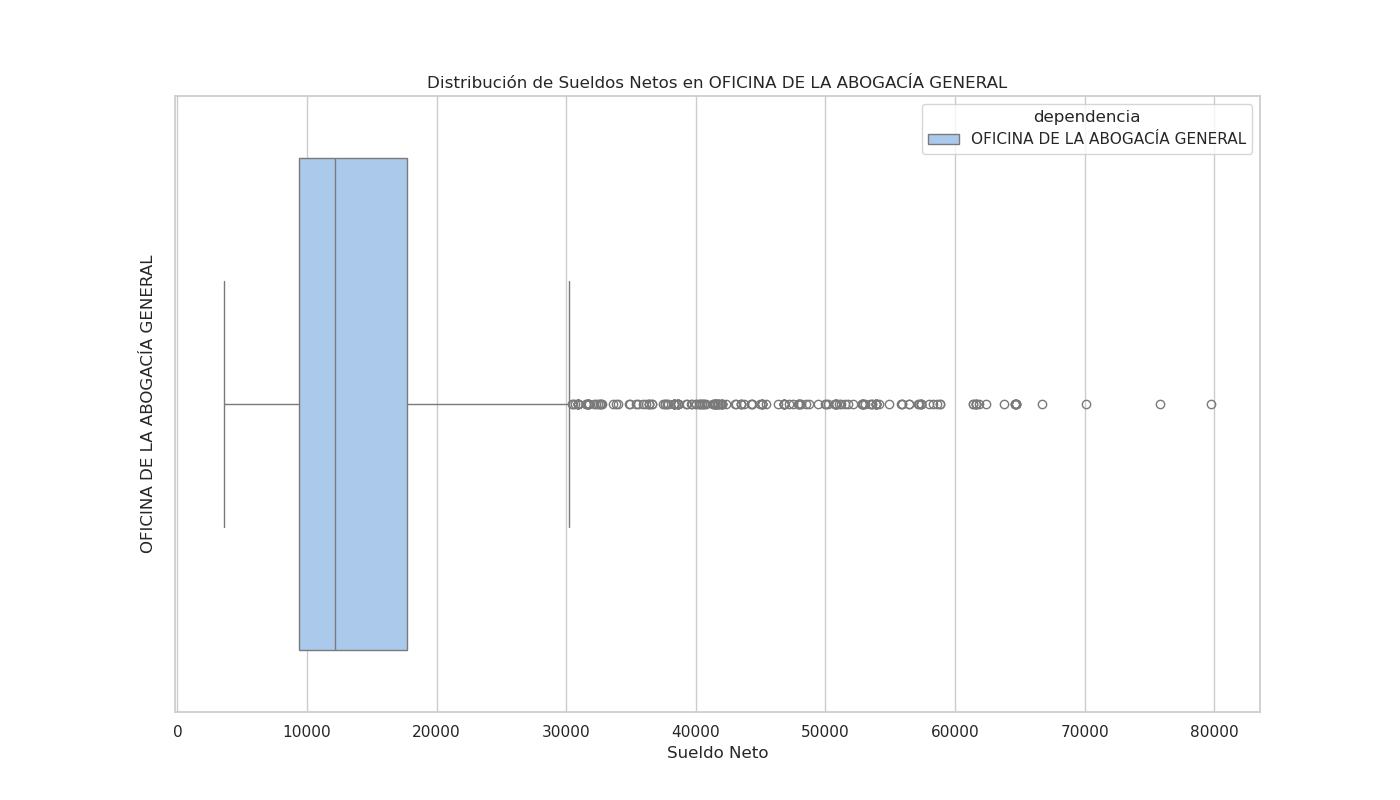 Distribución de Sueldos Netos en OFICINA DE LA ABOGACÍA GENERAL
dependencia
OFICINA DE LA ABOGACÍA GENERAL
OFICINA DE LA ABOGACÍA GENERAL
0 10000 20000 30000 40000 50000 60000 70000 80000
Sueldo Neto